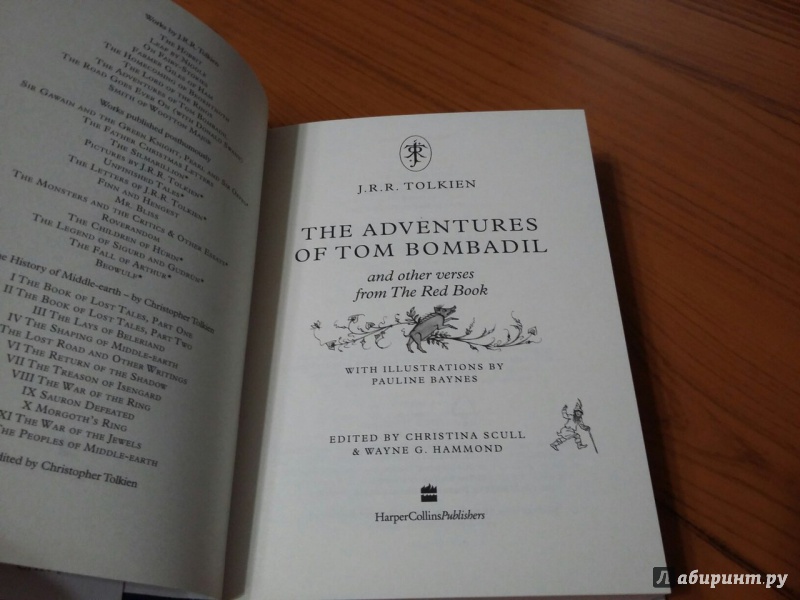 Works by J.R.R. Tolkien
The Hobbit
Leaf by Niggle
On Fairy-Stories
Farmer Giles of Ham
The Homecoming of Beorhtnoth
The Lord of the Rings
The Adventures of Tom Bombadil
The Road Goes Ever On (with Donald Swann)
Smith of Wootton Major
Works published posthumously
Sir Gawain and the Green Knight, Pearl and Sir Orfeo*
The Father Christmas Letters
The Silmarillion*
Pictures by J.R.R. Tolkien*
Unfinished Tales*
The Letters of J.R.R. Tolkien*
Finn and Hengest
Mr. Bliss
The Monsters and the Critics & Other Essays*
Roverandom
The Children of Húrin*
The Legend of Sigurd and Gudrún*
The Fall of Arthur*
Beowulf*
The History of Middle-earth – by Christopher Tolkien
I The Book of Lost Tales, Part One
II The Book of Lost Tales, Part Two
III The Lays of Beleriand
IV The Shaping of Middle-earth
The Lost Road and Other Writings
VI The Return of the Shadow
VII The Treason of Isengard
VIII The War of the Ring
IX Sauron Defeated
X Morgoth's Ring
XI The War of the Jewels
The Peoples of Middle-earth
Edited by Christopher Tolkien
J.R.R. TOLKIEN
THE ADVENTURES
OF TOM BOMBADIL
and other verses
from The Red Book
WITH ILLUSTRATIONS BY
PAULINE BAYNES
EDITED BY CHRISTINA SCULL
& WAYNE G. HAMMOND
HarperCollinsPublishers
Лабиринт.ру